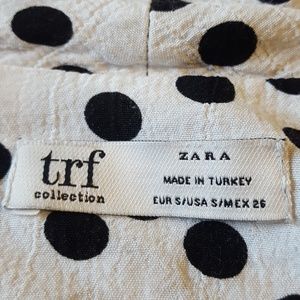 trf
collection
ZARA
MADE IN TURKEY
EUR S/USA S/MEX 26